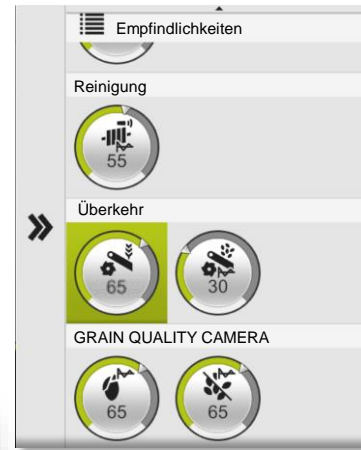 Empfindlichkeiten
Reinigung
55
Überkehr
65 30
GRAIN QUALITY CAMERA
65 65